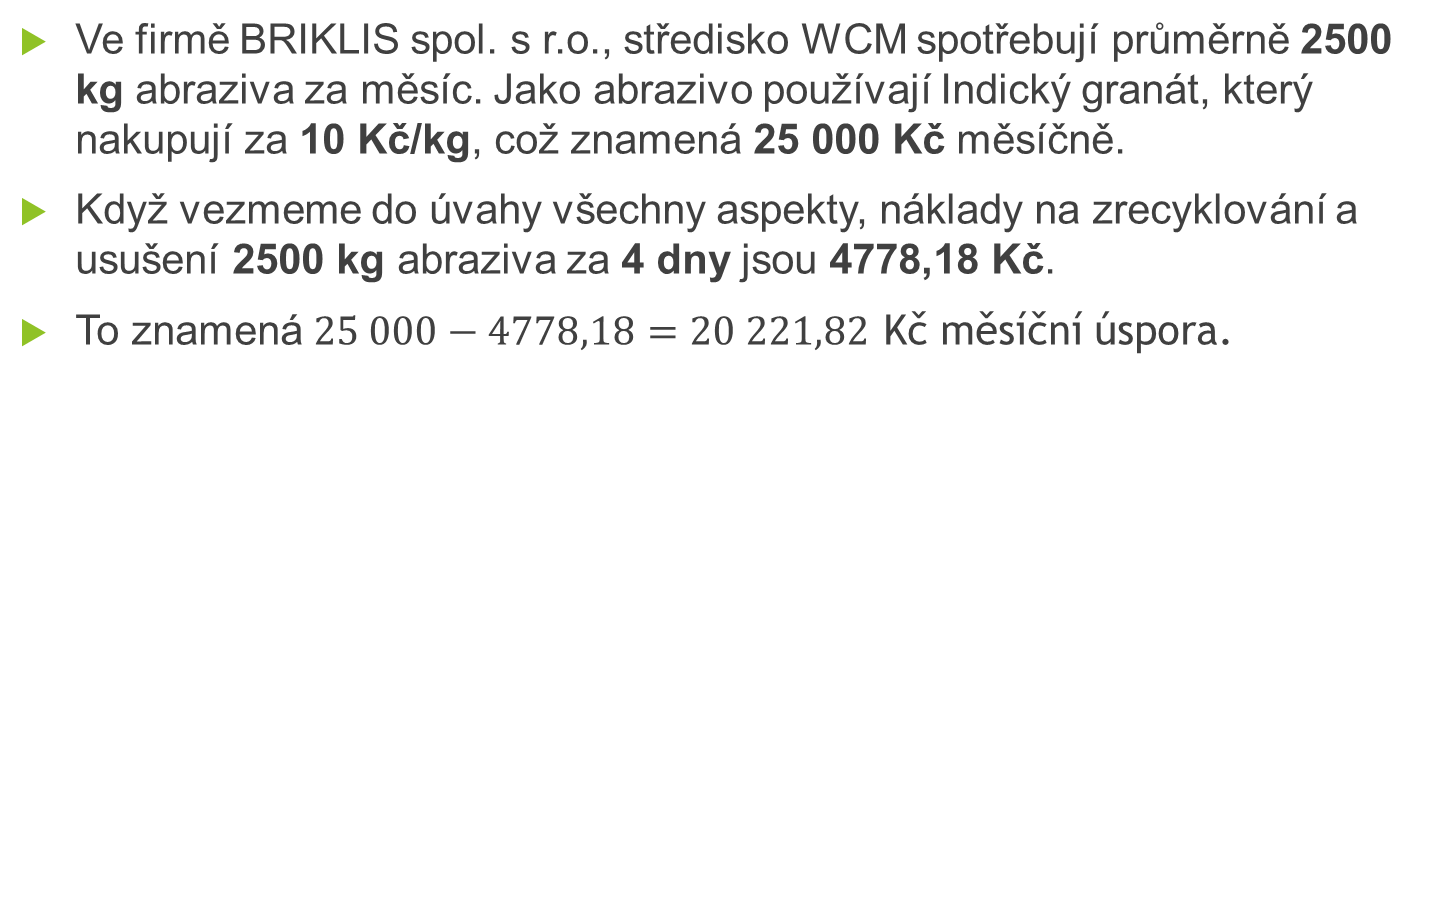 Ve firmě BRIKLIS spol. s r.o., středisko WCM spotřebují průměrně 2500
kg abraziva za měsíc. Jako abrazivo používají Indický granát, který
nakupují za 10 Kč/kg, což znamená 25 000 Kč měsíčně.
Když vezmeme do úvahy všechny aspekty, náklady na zrecyklování a
usušení 2500 kg abraziva za 4 dny jsou 4778,18 Kč.
To znamená 25 000 − 4778,18 = 20 221,82 Kč měsíční úspora.